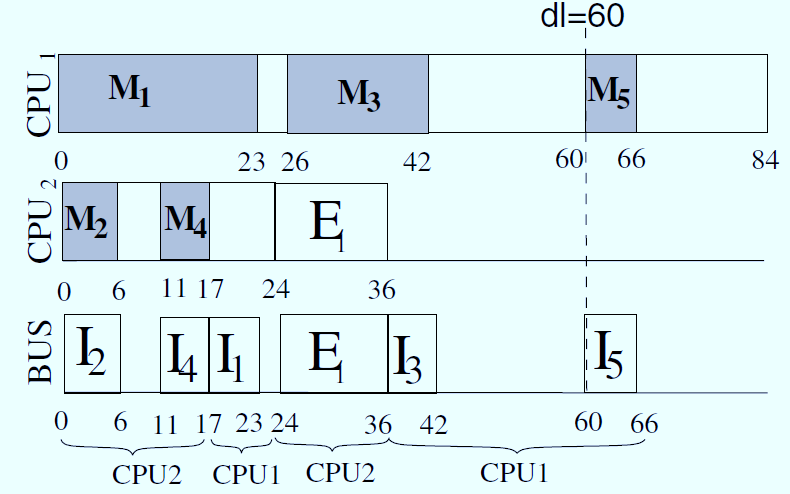 dl=60
CPU 1
M1 M3 M5
0 23 26 42 60 66 84
CPU 2
M2 M4 E1
0 6 11 17 24 36
BUS
I2 I4 I1 E1 I3 I5
0 6 11 17 23 24 36 42 60 66
CPU2 CPU1 CPU2 CPU1